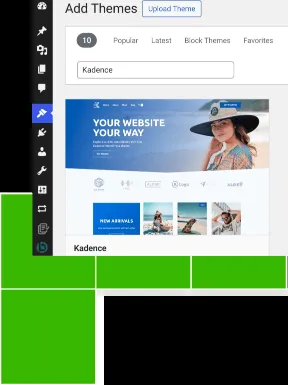 Add Themes
Upload Theme
10
Popular
Latest
Block Themes
Favorites
Kadence
YOUR WEBSITE
YOUR WAY
NEW ARRIVALS
Kadence